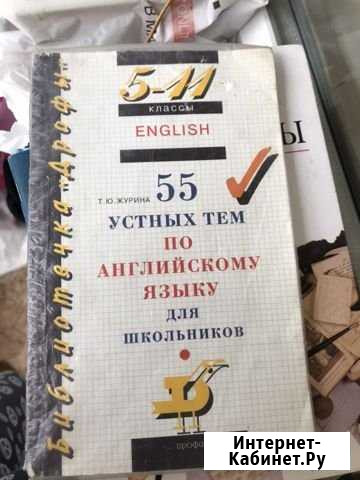 Библиотечка "Дрофы"
5-11
КЛАССЫ
ENGLISH
Т. Ю. ЖУРИНА 55
УСТНЫХ ТЕМ
ПО
АНГЛИЙСКОМУ
ЯЗЫКУ
ДЛЯ
ШКОЛЬНИКОВ
Интернет-
Кабинет.Ру